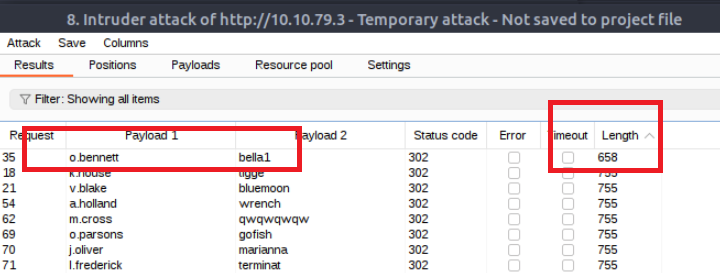 8. Intruder attack of http://10.10.79.3 - Temporary attack - Not saved to project file
Attack Save Columns
Results Positions Payloads Resource pool Settings
Filter: Showing all items
Request Payload 1 Payload 2 Status code Error Timeout Length
35 o.bennett bella1 302 658
18 k.house tigge 302 755
21 v.blake bluemoon 302 755
54 a.holland wrench 302 755
62 m.cross qwqwqwqw 302 755
69 o.parsons gofish 302 755
70 j.oliver marianna 302 755
71 l.frederick terminat 302 755